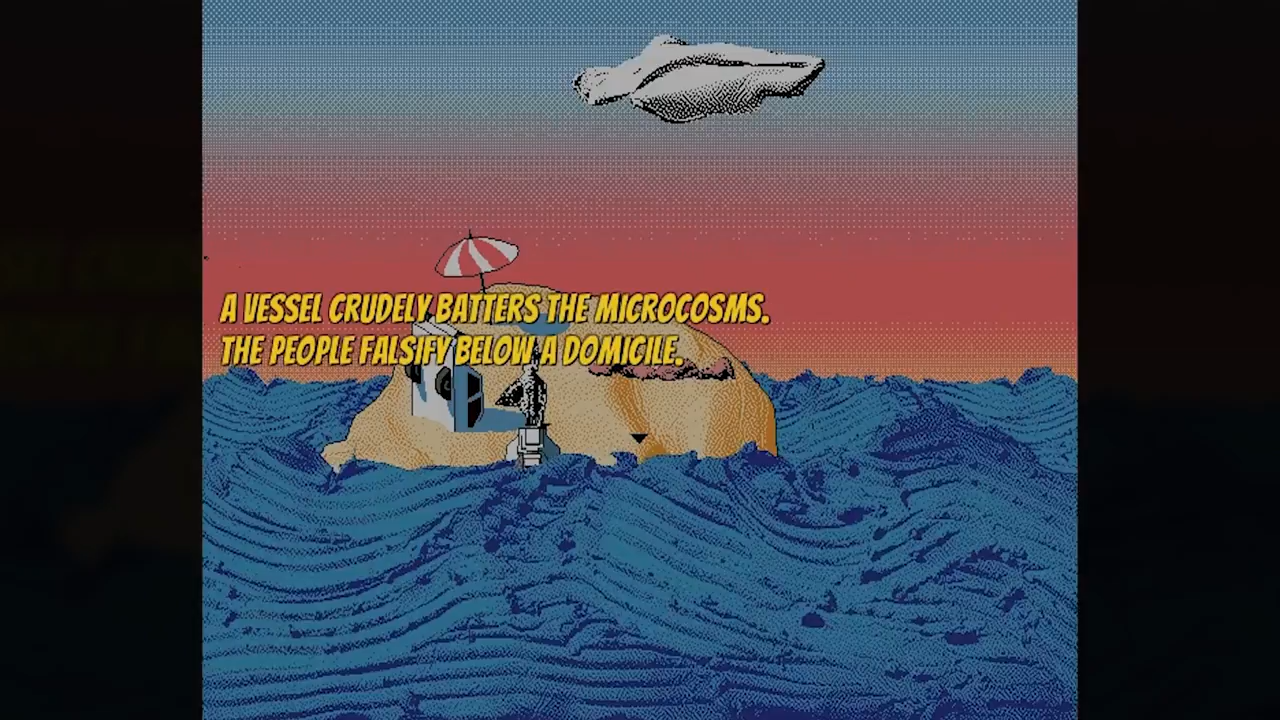 A VESSEL CRUDELY BATTERS THE MICROCOSMS.
THE PEOPLE FALSIFY BELOW A DOMICILE.